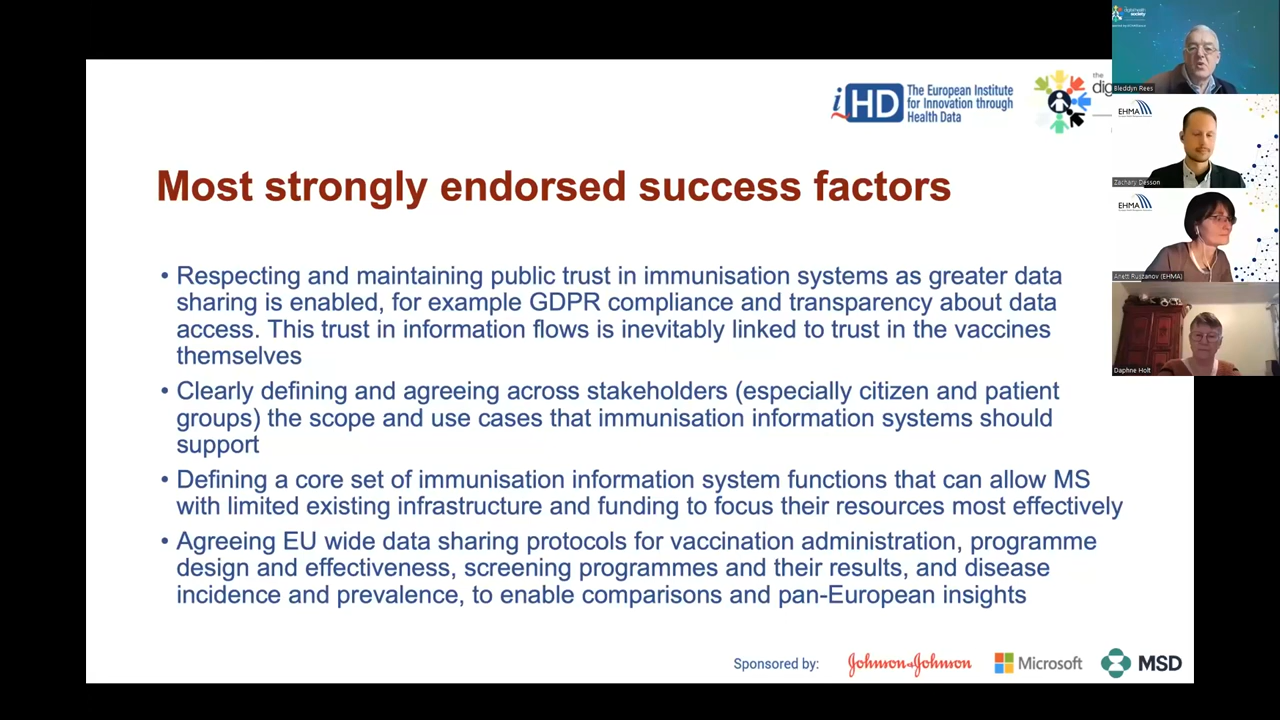 iHD
The European Institute
for Innovation through
Health Data
the
dig
Most strongly endorsed success factors
• Respecting and maintaining public trust in immunisation systems as greater data
sharing is enabled, for example GDPR compliance and transparency about data
access. This trust in information flows is inevitably linked to trust in the vaccines
themselves
• Clearly defining and agreeing across stakeholders (especially citizen and patient
groups) the scope and use cases that immunisation information systems should
support
• Defining a core set of immunisation information system functions that can allow MS
with limited existing infrastructure and funding to focus their resources most effectively
• Agreeing EU wide data sharing protocols for vaccination administration, programme
design and effectiveness, screening programmes and their results, and disease
incidence and prevalence, to enable comparisons and pan-European insights
Sponsored by:
Johnson & Johnson
Microsoft
MSD
society
Bleddyn Rees
EHMA
Zachary Desson
EHMA
Anett Ruszanov (EHMA)
Daphne Holt